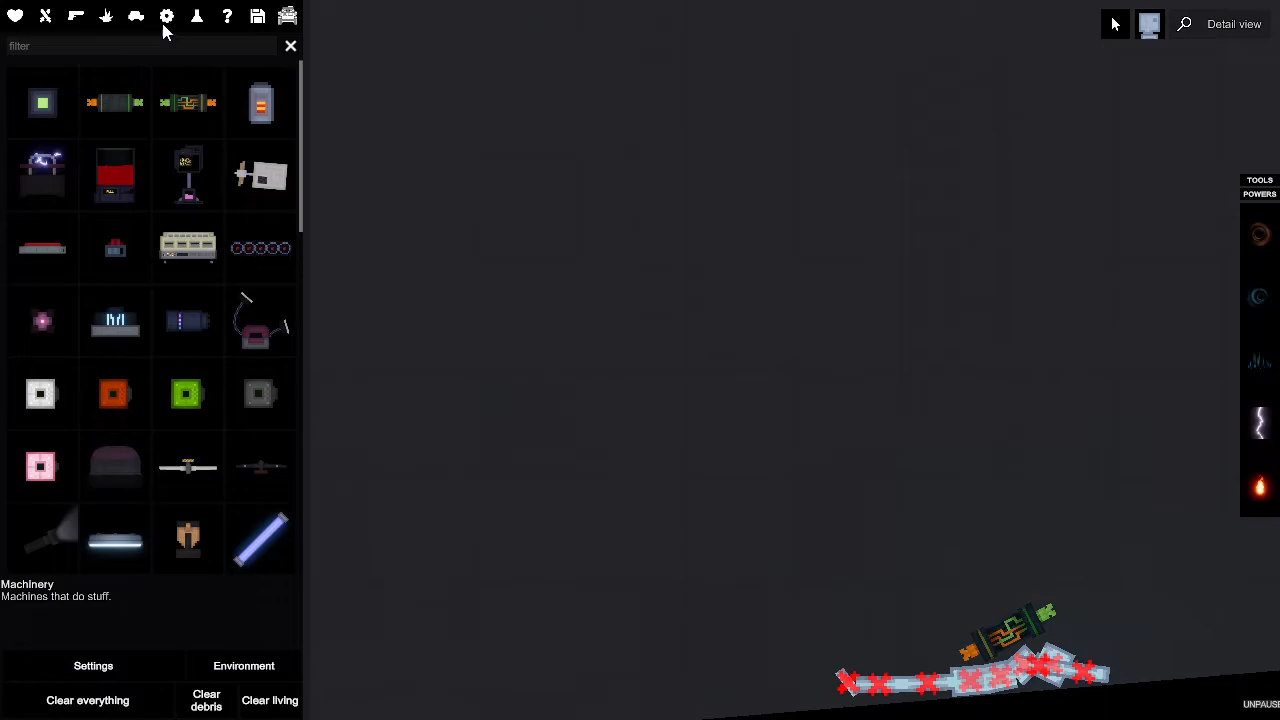 filter
Detail view
TOOLS
POWERS
Machinery
Machines that do stuff.
Settings
Environment
Clear everything
Clear
debris
Clear living
UNPAUSE